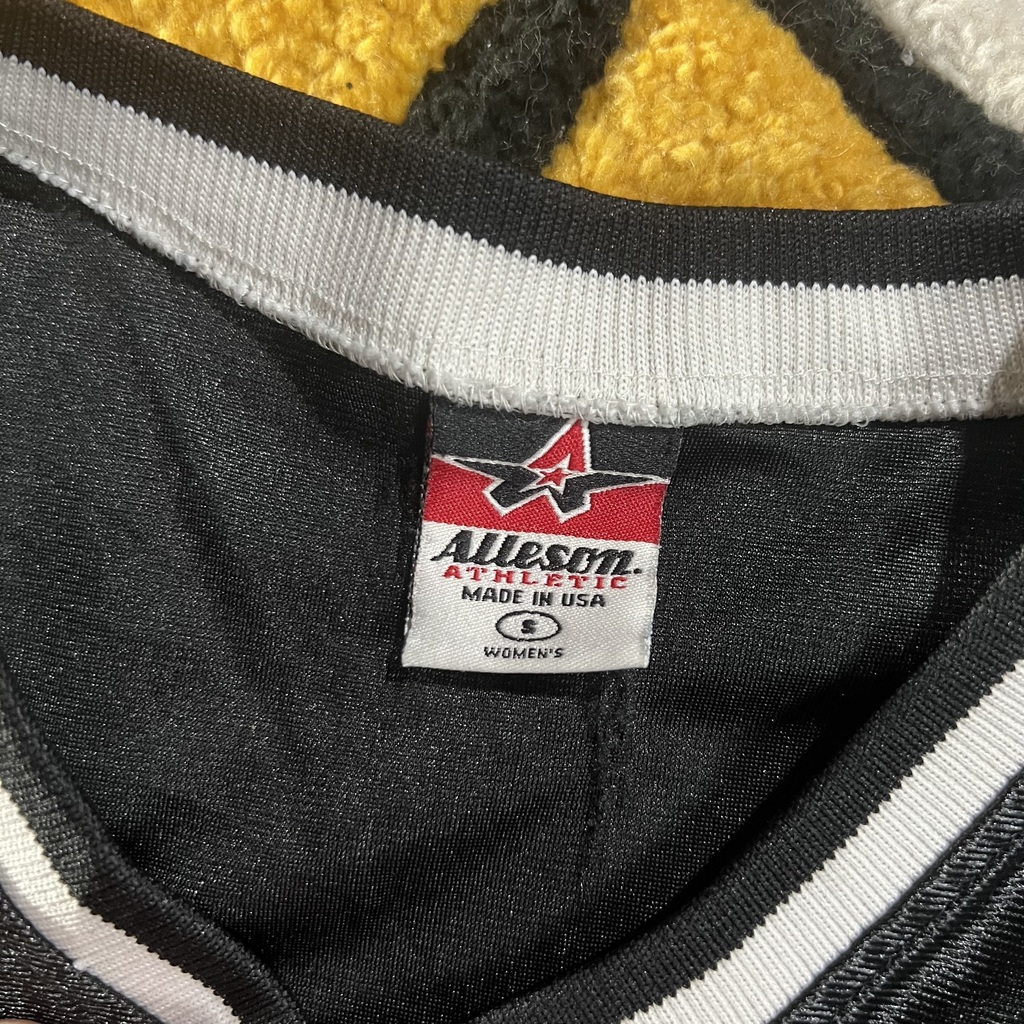 Alleson.
ATHLETIC
MADE IN USA
S
WOMEN'S